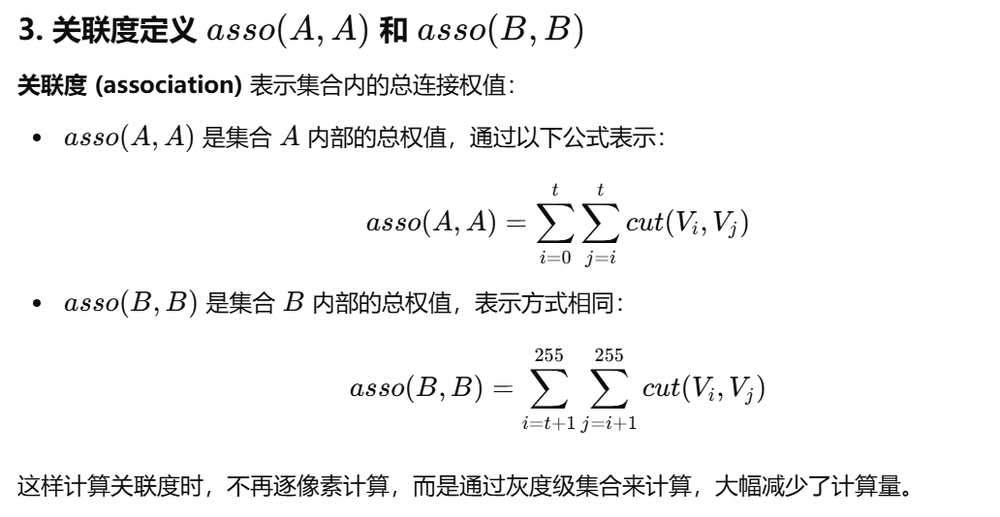 3. 关联度定义 asso(A, A) 和 asso(B, B)
关联度 (association) 表示集合内的总连接权值：
• asso(A, A) 是集合 A 内部的总权值，通过以下公式表示：
asso(A, A) = \sum_{i=0}^{t} \sum_{j=i}^{t} cut(V_i, V_j)
• asso(B, B) 是集合 B 内部的总权值，表示方式相同：
asso(B, B) = \sum_{i=t+1}^{255} \sum_{j=i+1}^{255} cut(V_i, V_j)
这样计算关联度时，不再逐像素计算，而是通过灰度级集合来计算，大幅减少了计算量。